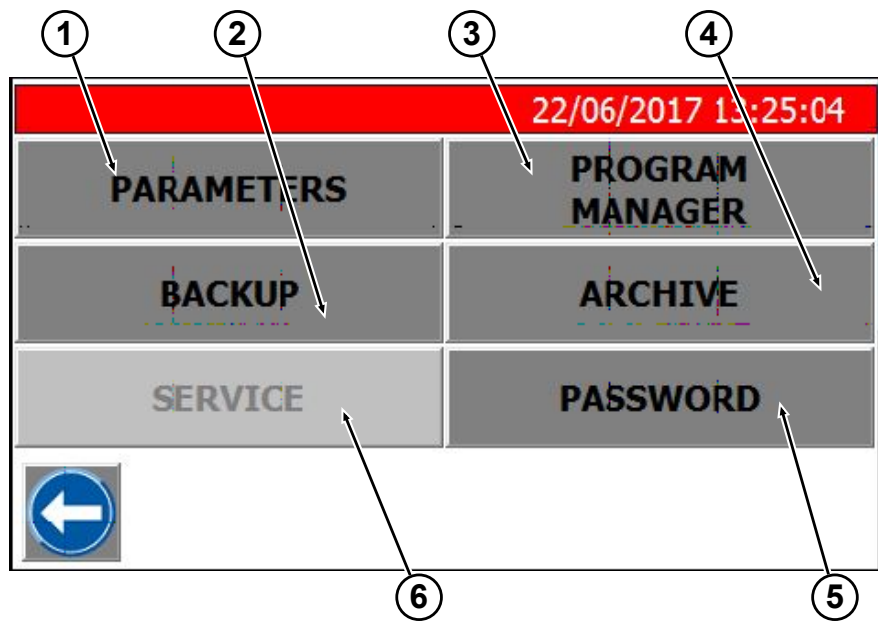 1 2 3 4
22/06/2017 13:25:04
PARAMETERS
PROGRAM
MANAGER
BACKUP
ARCHIVE
SERVICE
PASSWORD
6 5